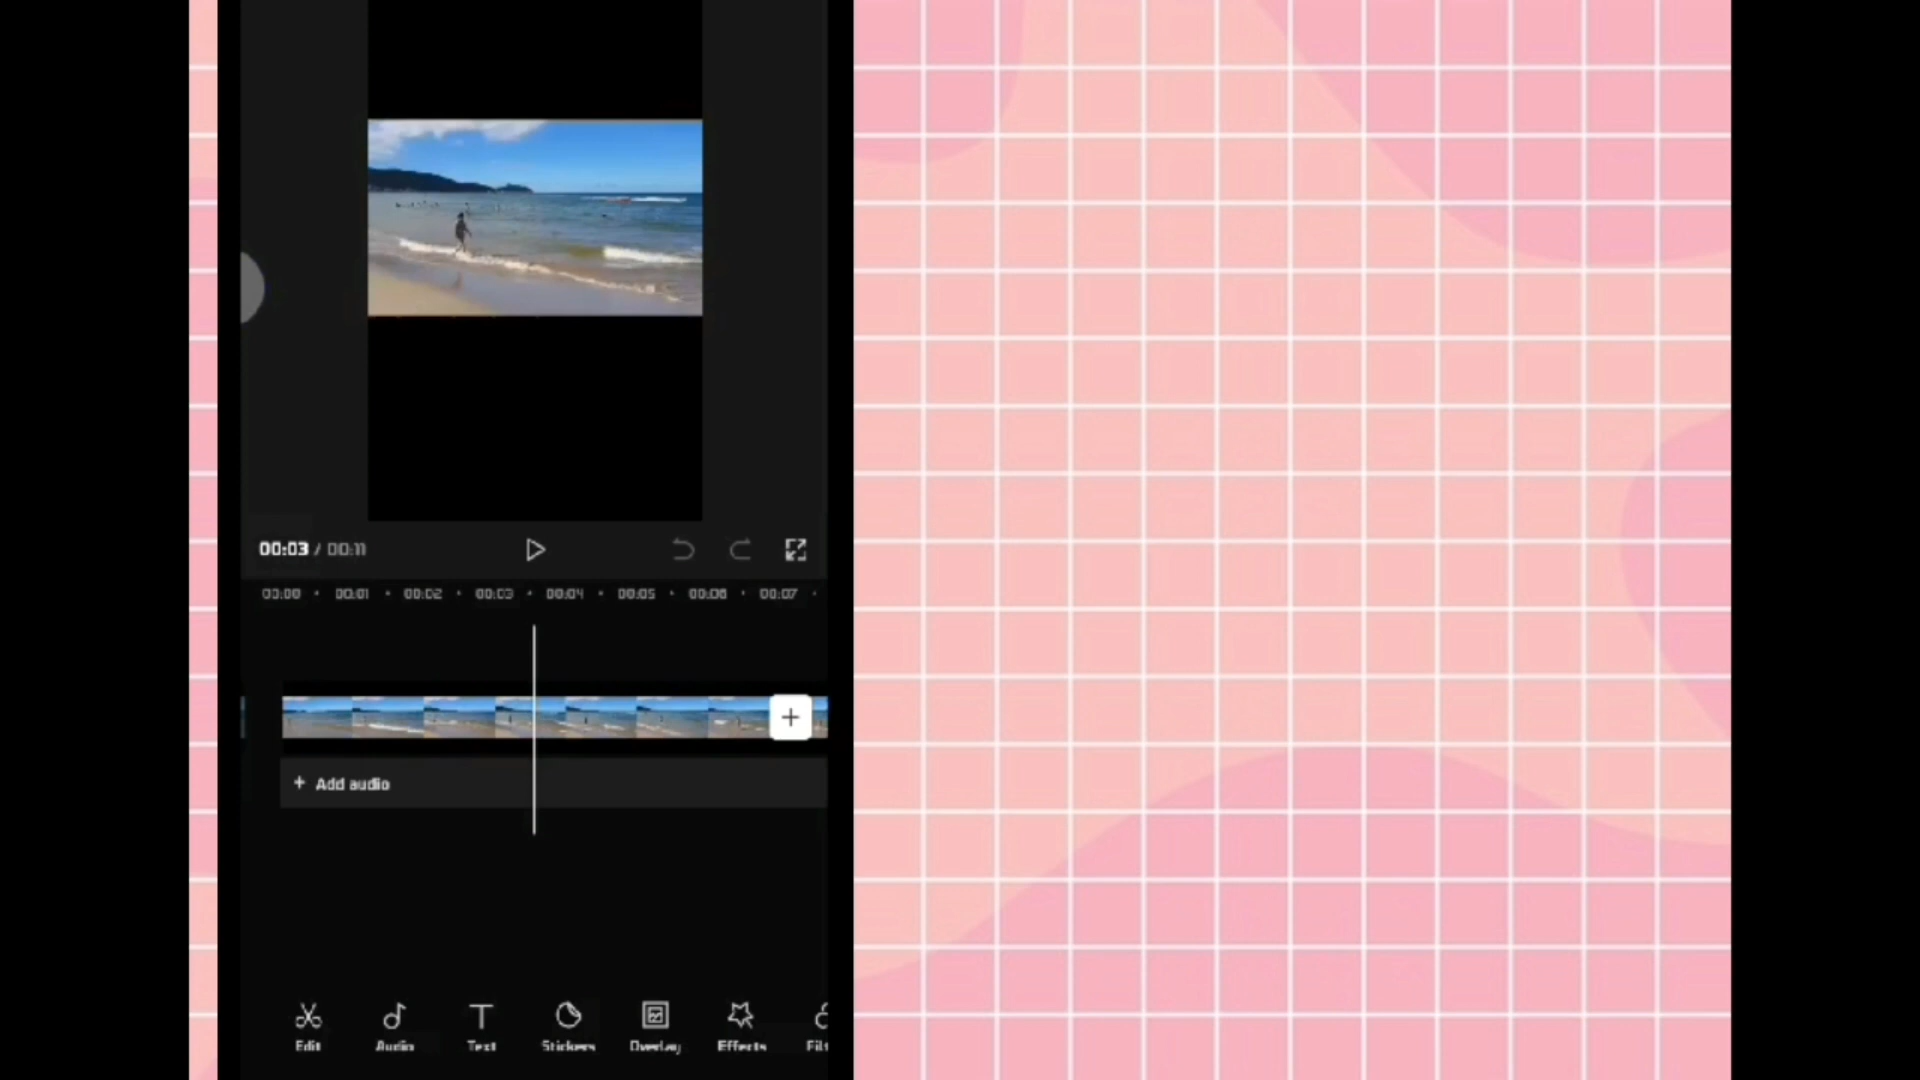 00:03 / 00:11
00:00 00:01 00:02 00:03 00:04 00:05 00:06 00:07
+ Add audio
Edit Audio Text Stickers Overlay Effects Filt